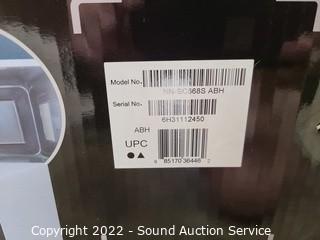 Model No.
NN-SC668S ABH
Serial No.
6H31112450
ABH
UPC
8 85170 36446 2
Copyright 2022 - Sound Auction Service